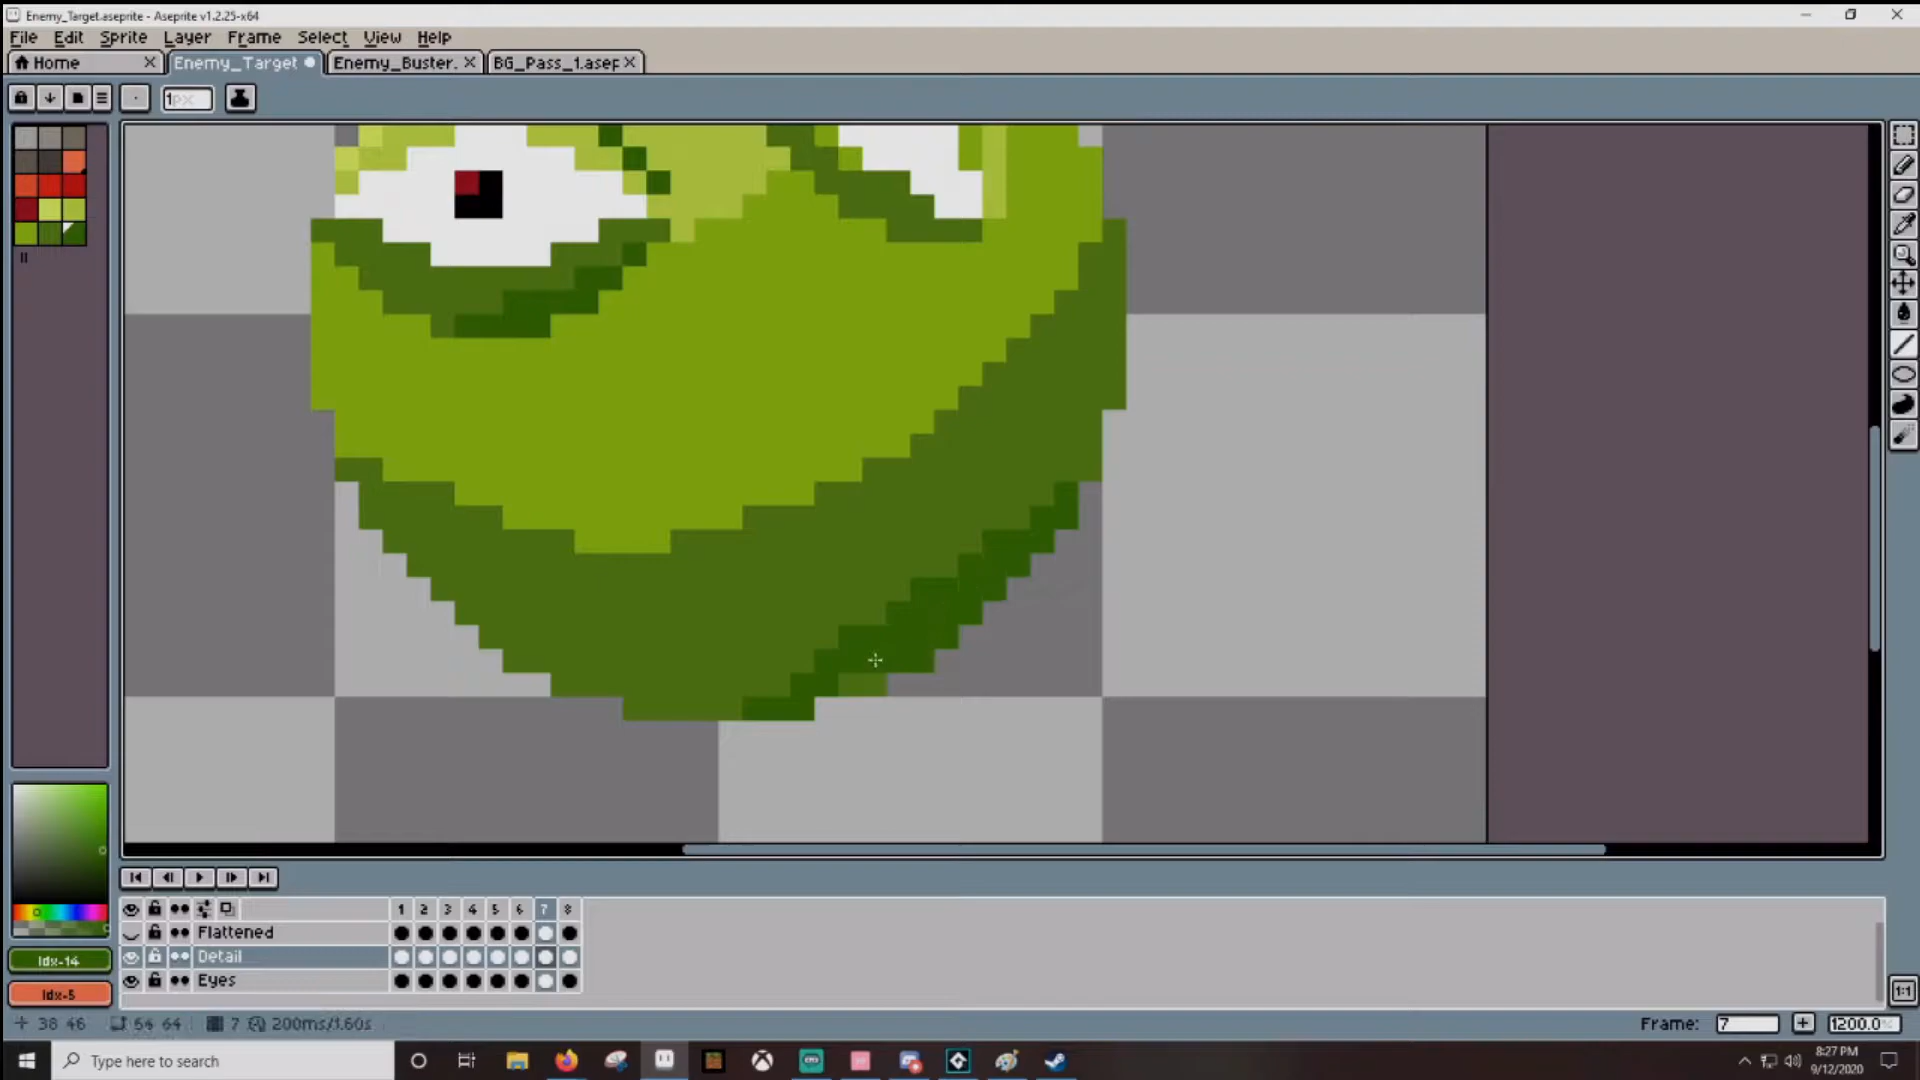 Enemy_Target.aseprite - Aseprite v1.2.25-x64
File Edit Sprite Layer Frame Select View Help
Home Enemy_Target Enemy_Buster. BG_Pass_1.asep
1px
1 2 3 4 5 6 7 8
Flattened
Detail
Eyes
Idx-14
Idx-5
38 46 64 64 7 200ms/1.60s Frame: 7 1200.0
1:1
Type here to search
8:27 PM
9/12/2020